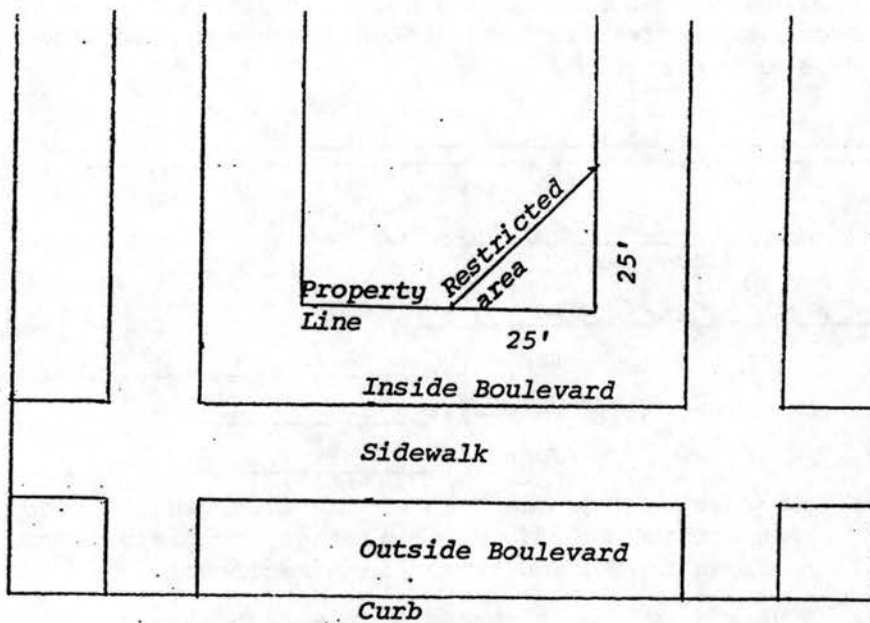 Restricted
area
25'
Property
Line
25'
Inside Boulevard
Sidewalk
Outside Boulevard
Curb